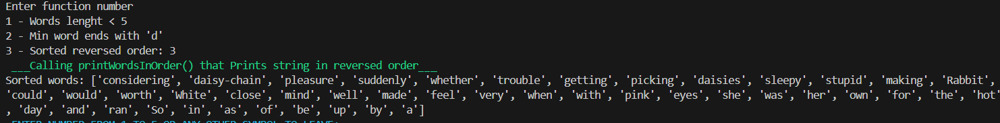 Enter function number
1 - Words lenght < 5
2 - Min word ends with 'd'
3 - Sorted reversed order: 3
___Calling printWordsInOrder() that Prints string in reversed order___
Sorted words: ['considering', 'daisy-chain', 'pleasure', 'suddenly', 'whether', 'trouble', 'getting', 'picking', 'daisies', 'sleepy', 'stupid', 'making', 'Rabbit',
'could', 'would', 'worth', 'White', 'close', 'mind', 'well', 'made', 'feel', 'very', 'when', 'with', 'pink', 'eyes', 'she', 'was', 'her', 'own', 'for', 'the', 'hot'
, 'day', 'and', 'ran', 'So', 'in', 'as', 'of', 'be', 'up', 'by', 'a']
ENTER NUMBER FROM 1 TO 5 OR ANY OTHER SYMBOL TO LEAVE: